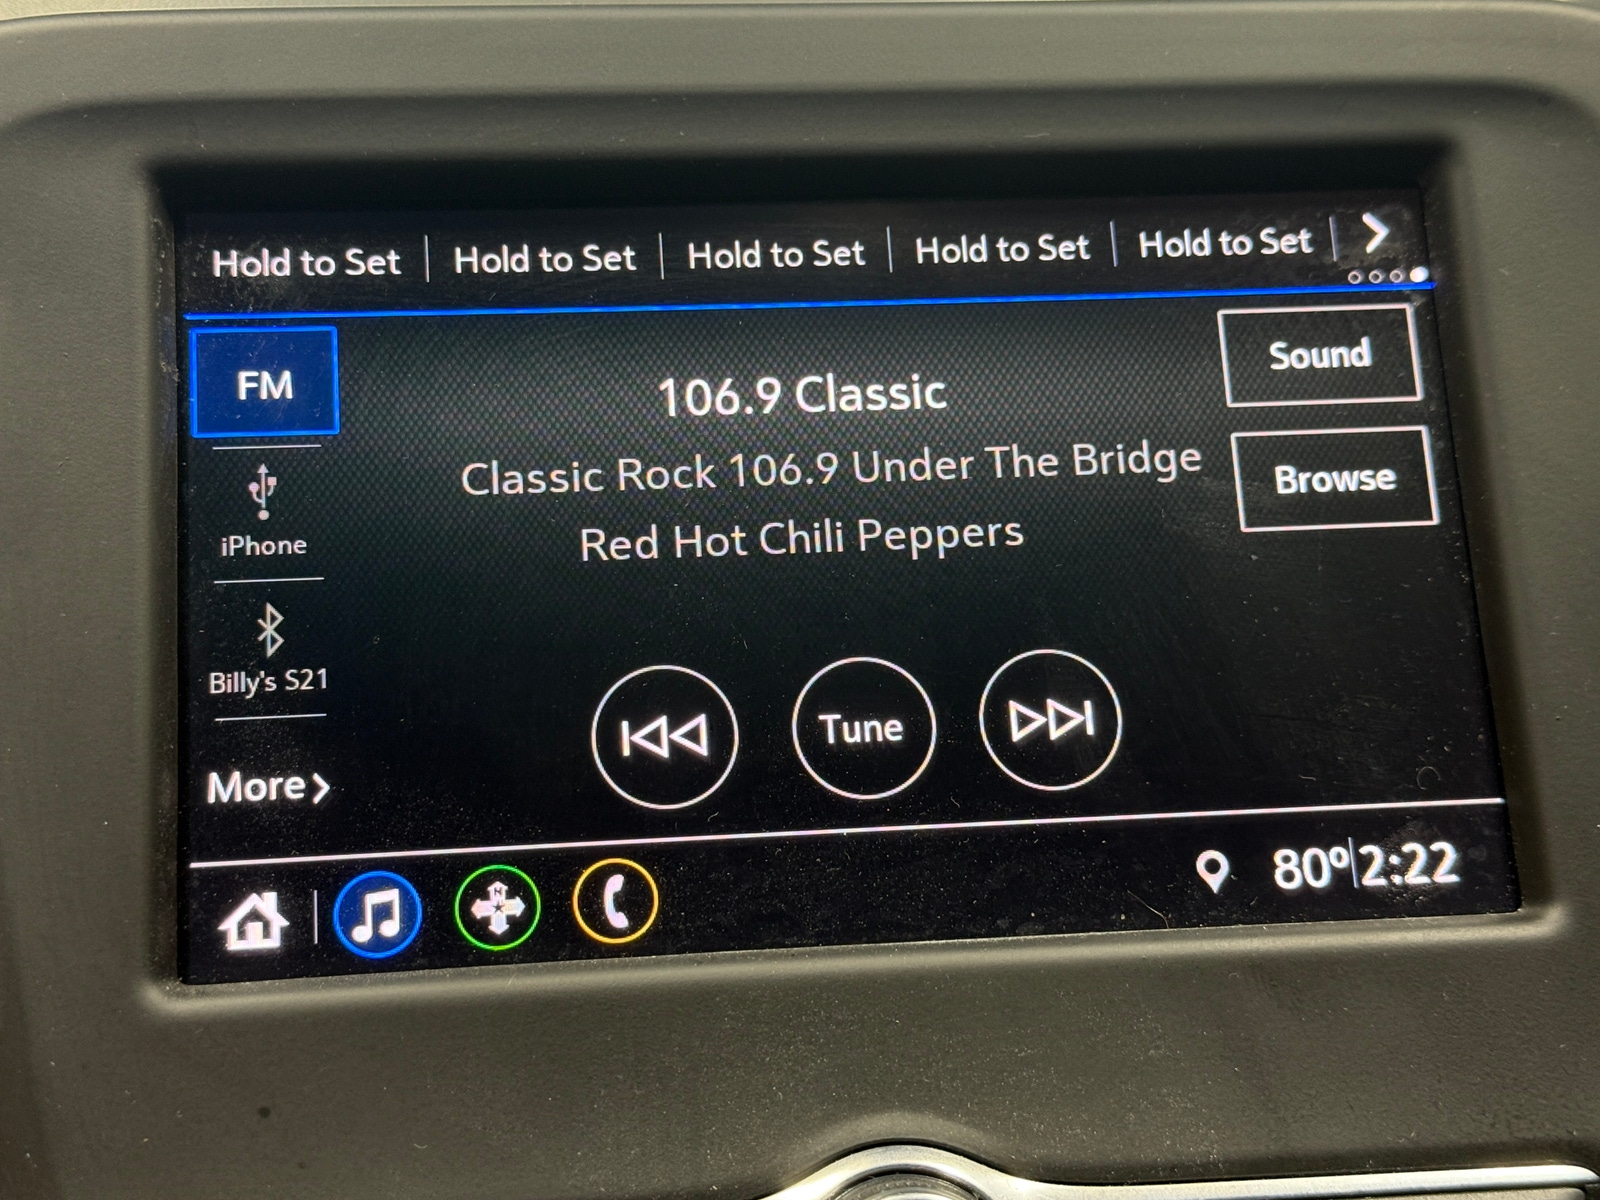 Hold to Set Hold to Set Hold to Set Hold to Set Hold to Set
FM
106.9 Classic
Sound
Classic Rock 106.9 Under The Bridge
Browse
iPhone
Red Hot Chili Peppers
Billy's S21
Tune
More
N
80° 2:22